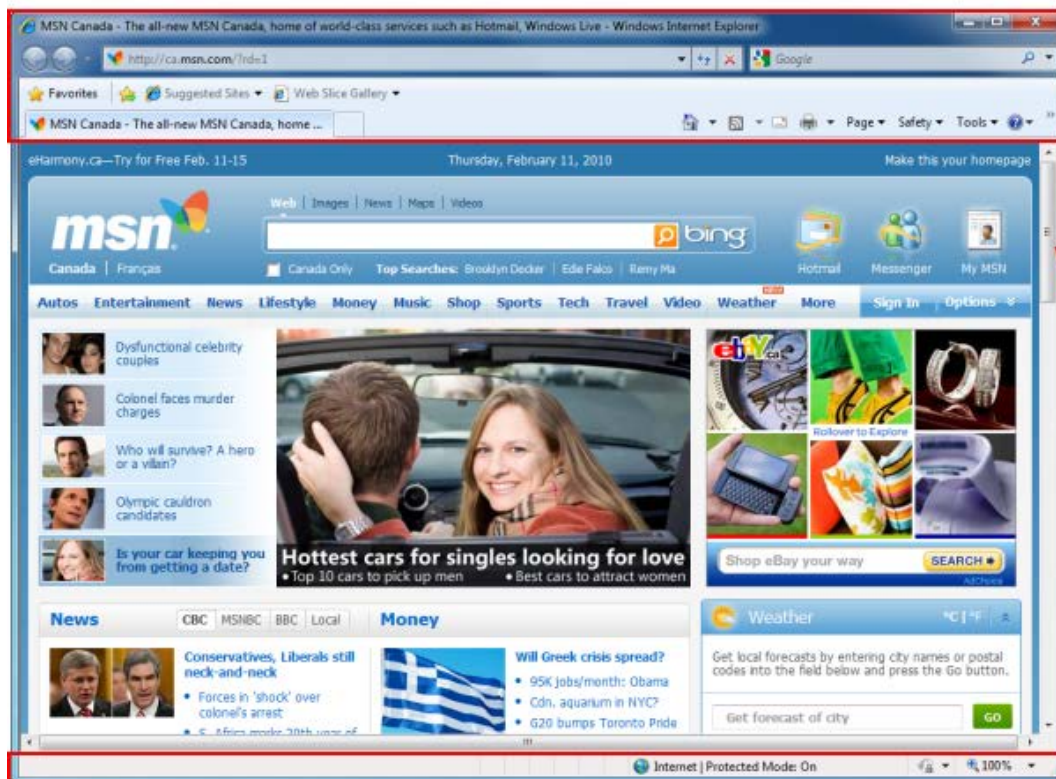 MSN Canada - The all-new MSN Canada, home of world-class services such as Hotmail, Windows Live - Windows Internet Explorer
http://ca.msn.com/?rd=1
Google
Favorites Suggested Sites Web Slice Gallery
MSN Canada - The all-new MSN Canada, home ...
Page Safety Tools
eHarmony.ca—Try for Free Feb. 11-15 Thursday, February 11, 2010 Make this your homepage
Web | Images | News | Maps | Videos
msn
bing
Canada | Français
Canada Only Top Searches: Brooklyn Decker | Edie Falco | Remy Ma
Hotmail Messenger My MSN
Autos Entertainment News Lifestyle Money Music Shop Sports Tech Travel Video Weather More Sign In Options
Dysfunctional celebrity
couples
Colonel faces murder
charges
Who will survive? A hero
or a villain?
Olympic cauldron
candidates
Is your car keeping you
from getting a date?
Hottest cars for singles looking for love
•Top 10 cars to pick up men •Best cars to attract women
ebY.ca
Rollover to Explore
Shop eBay your way SEARCH
AdChoice
News CBC MSNBC BBC Local
Conservatives, Liberals still
neck-and-neck
• Forces in 'shock' over
colonel's arrest
• S. Africa marks 20th year of
Money
Will Greek crisis spread?
• 95K jobs/month: Obama
• Cdn. aquarium in NYC?
• G20 bumps Toronto Pride
Weather °C | °F
Get local forecasts by entering city names or postal
codes into the field below and press the Go button.
Get forecast of city GO
Internet | Protected Mode: On 100%